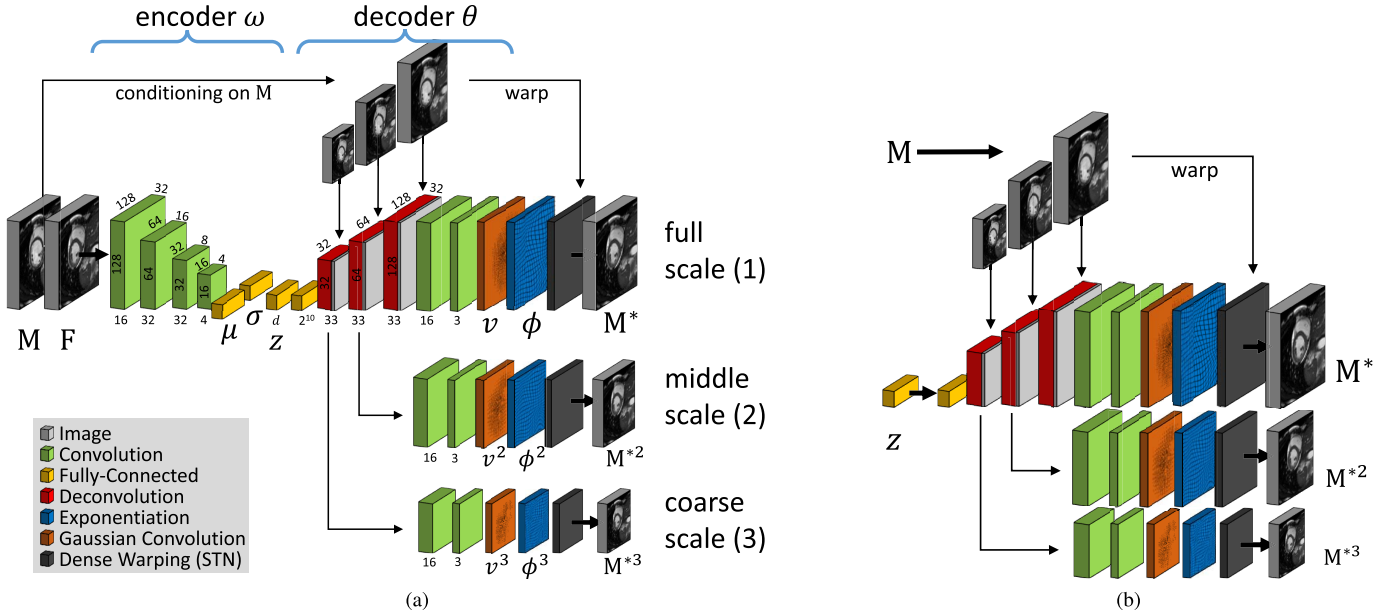 encoder ω
decoder θ
conditioning on M
warp
M
F
128
32
128
16
64
16
64
32
32
8
32
32
16
4
16
4
μ
σ
d
z
2¹⁰
32
32
33
64
64
33
128
128
33
32
16
3
v
ϕ
M*
full
scale (1)
16
3
v²
ϕ²
M*²
middle
scale (2)
16
3
v³
ϕ³
M*³
coarse
scale (3)
Image
Convolution
Fully-Connected
Deconvolution
Exponentiation
Gaussian Convolution
Dense Warping (STN)
(a)
M
warp
z
M*
M*²
M*³
(b)